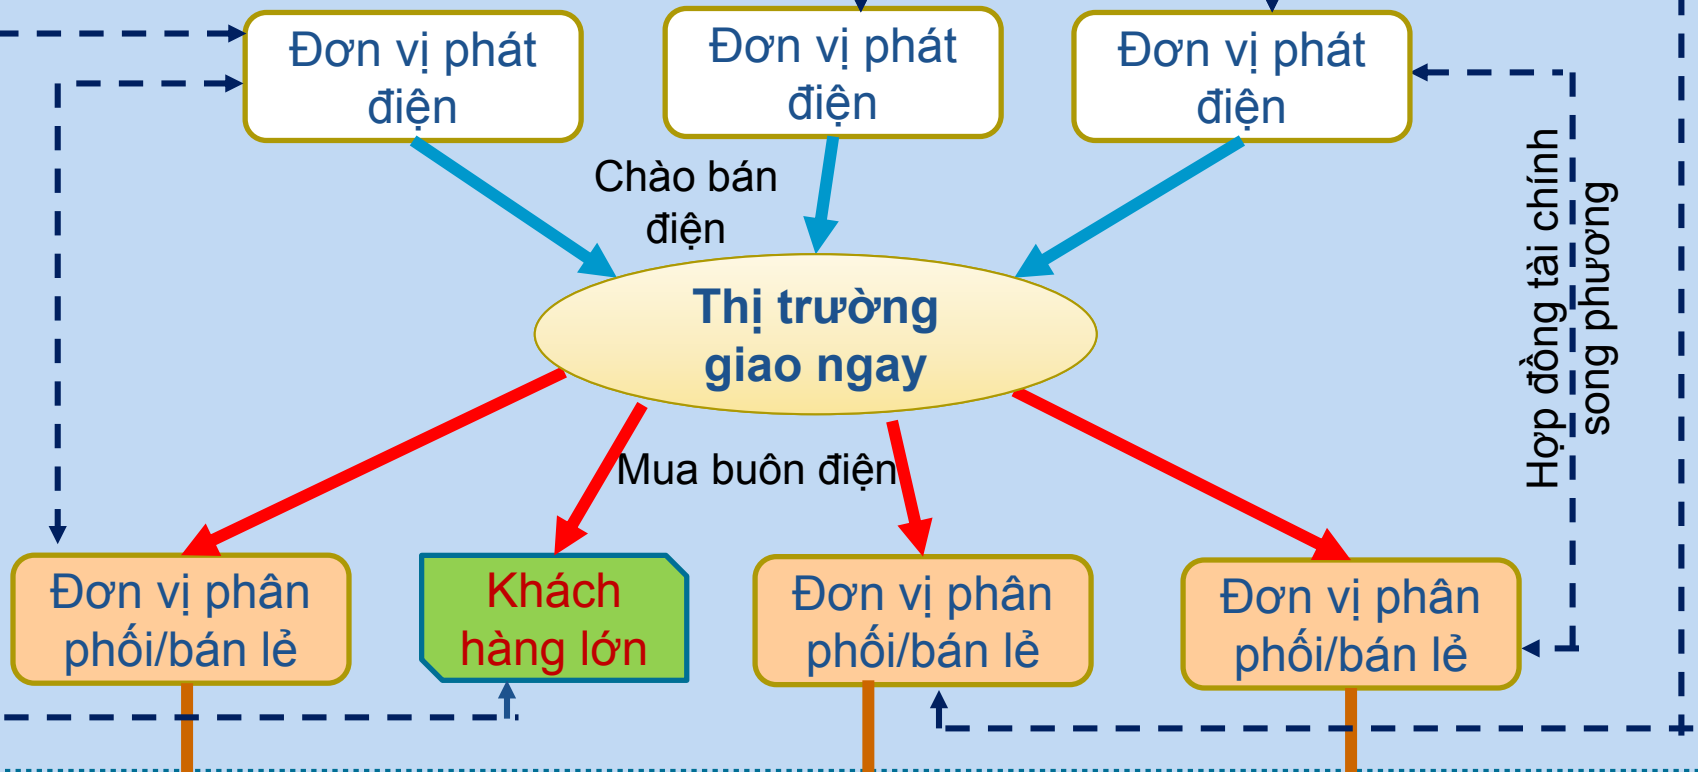 Đơn vị phát
điện
Đơn vị phát
điện
Đơn vị phát
điện
Chào bán
điện
Thị trường
giao ngay
Hợp đồng tài chính
song phương
Mua buôn điện
Đơn vị phân
phối/bán lẻ
Khách
hàng lớn
Đơn vị phân
phối/bán lẻ
Đơn vị phân
phối/bán lẻ